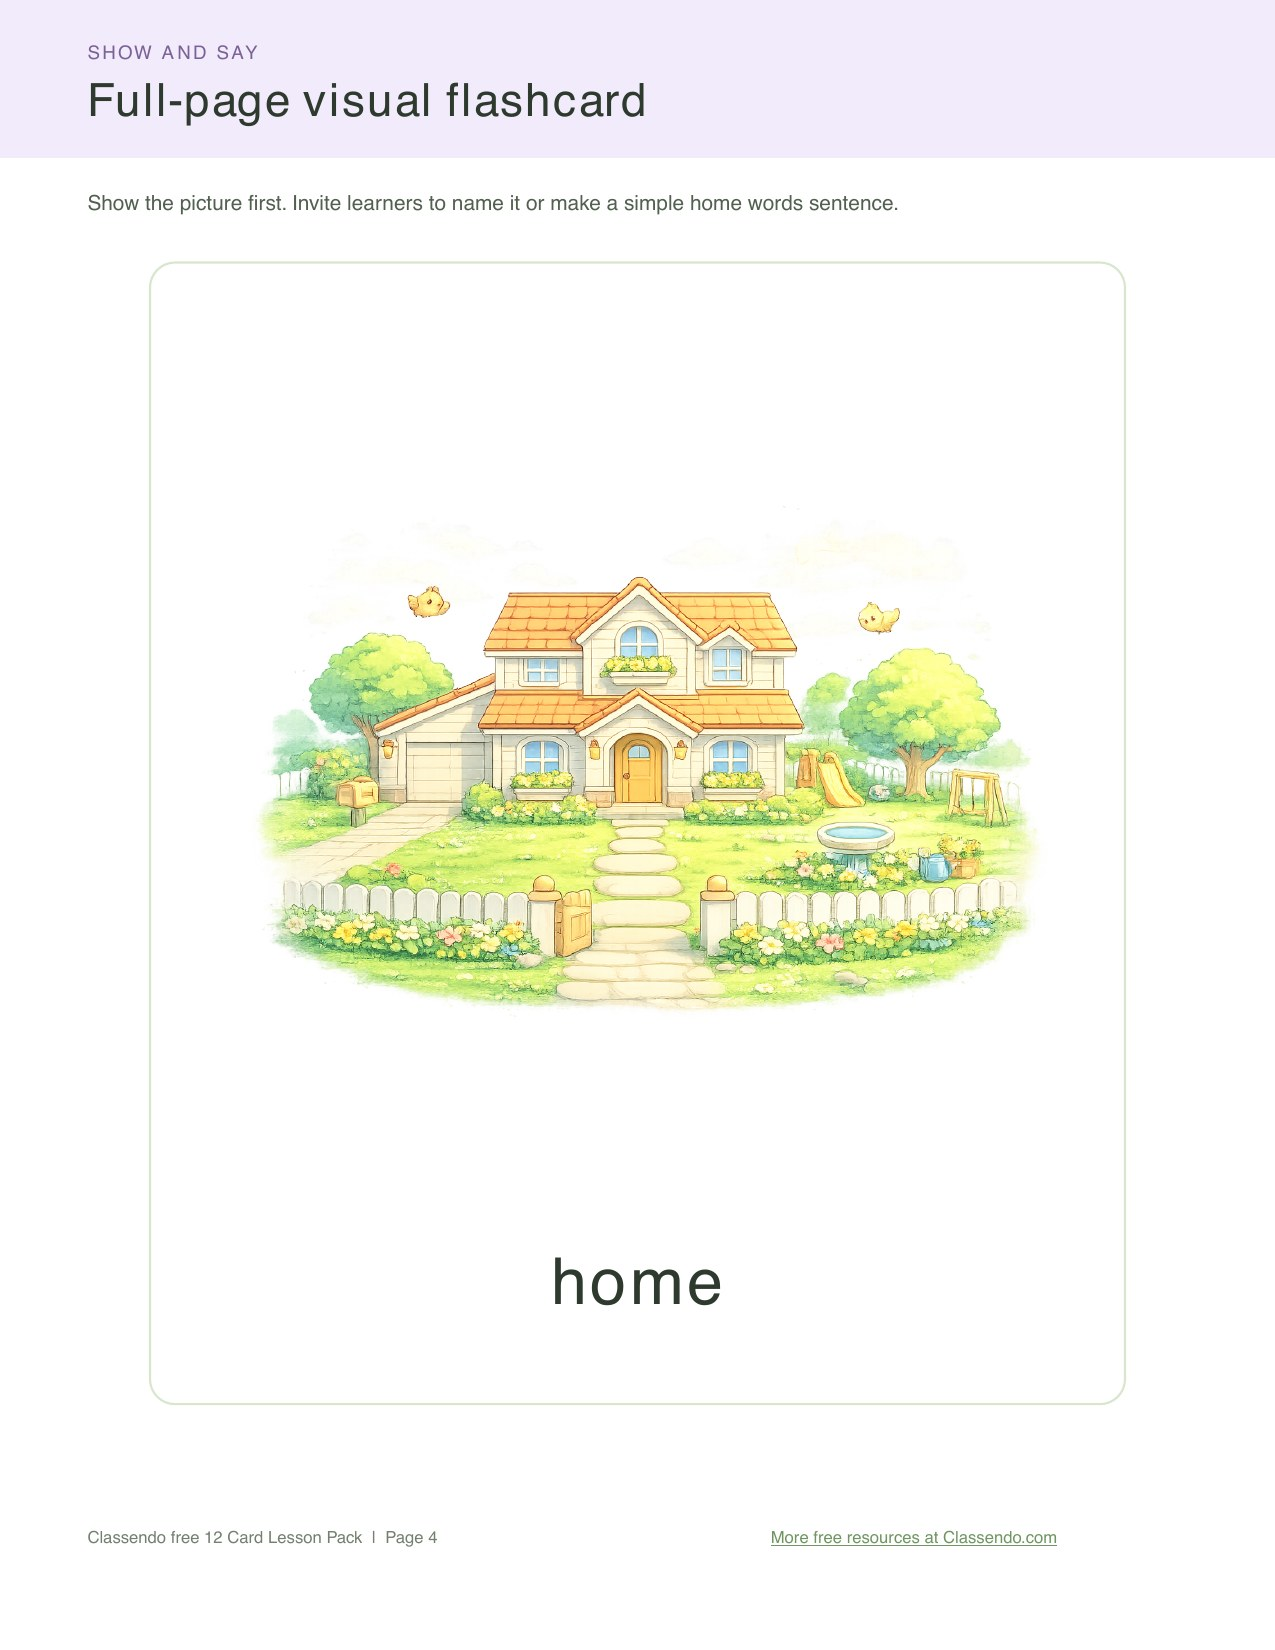 SHOW AND SAY
Full-page visual flashcard
Show the picture first. Invite learners to name it or make a simple home words sentence.
home
Classendo free 12 Card Lesson Pack | Page 4
More free resources at Classendo.com